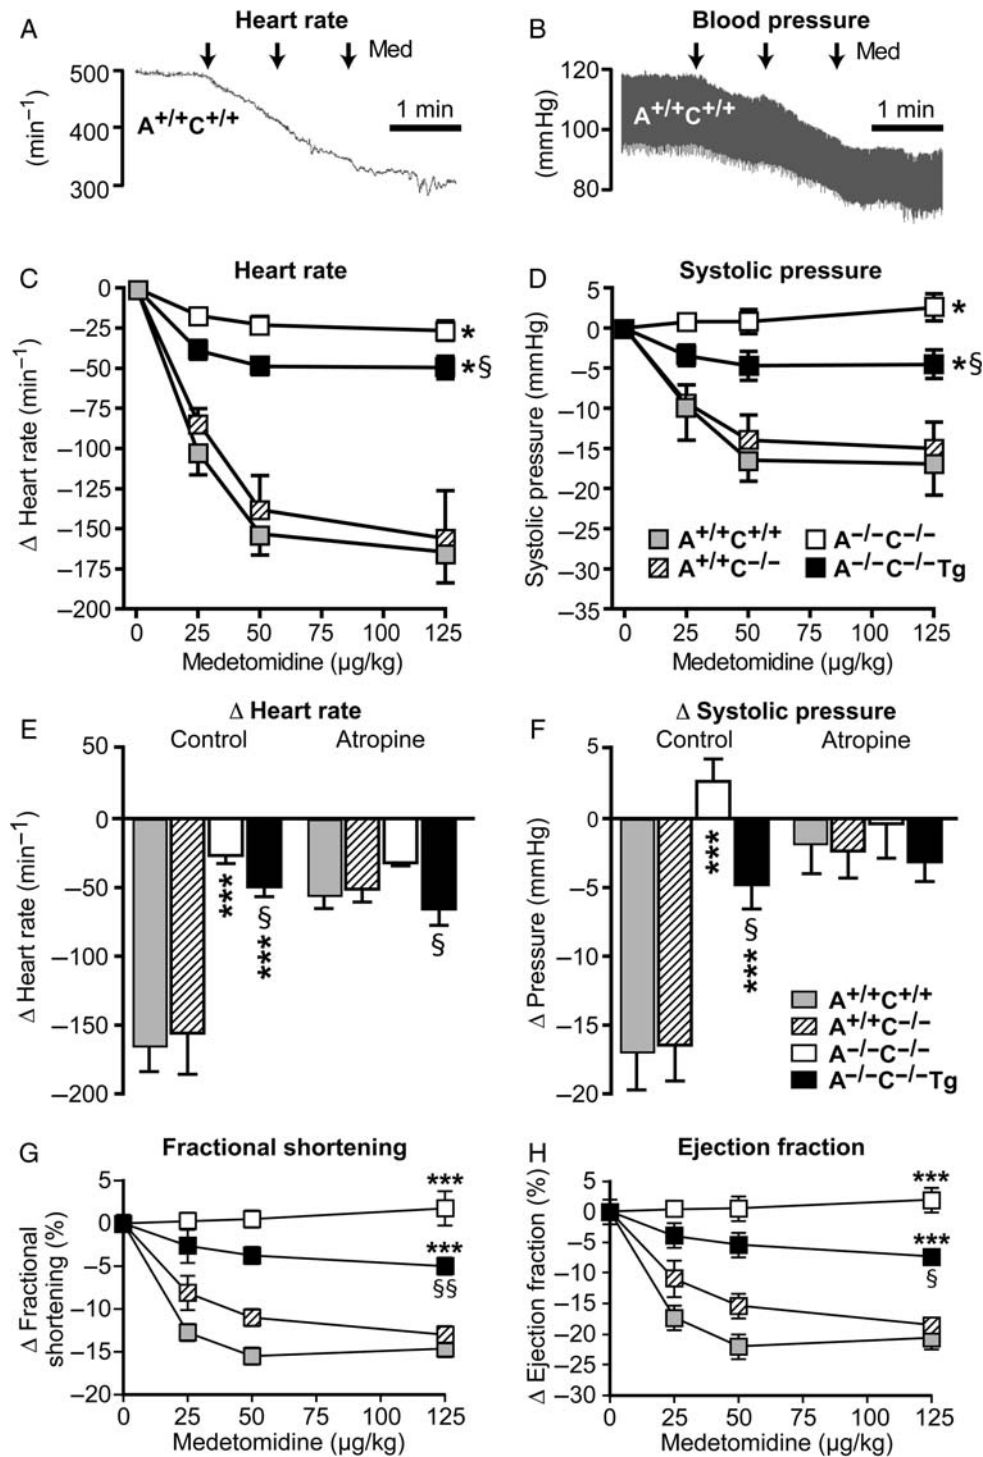 A Heart rate
Med
500
400
300
(min⁻¹)
A⁺/⁺C⁺/⁺
1 min
B Blood pressure
Med
120
100
80
(mmHg)
A⁺/⁺C⁺/⁺
1 min
C Heart rate
0
–25
–50
–75
–100
–125
–150
–175
–200
Δ Heart rate (min⁻¹)
*
*§
0 25 50 75 100 125
Medetomidine (µg/kg)
D Systolic pressure
5
0
–5
–10
–15
–20
–25
–30
–35
Systolic pressure (mmHg)
*
*§
A⁺/⁺C⁺/⁺ A⁻/⁻C⁻/⁻
A⁺/⁺C⁻/⁻ A⁻/⁻C⁻/⁻Tg
0 25 50 75 100 125
Medetomidine (µg/kg)
E Δ Heart rate
Control Atropine
50
0
–50
–100
–150
–200
Δ Heart rate (min⁻¹)
***
§
***
§
F Δ Systolic pressure
Control Atropine
5
0
–5
–10
–15
–20
Δ Pressure (mmHg)
***
§
***
A⁺/⁺C⁺/⁺
A⁺/⁺C⁻/⁻
A⁻/⁻C⁻/⁻
A⁻/⁻C⁻/⁻Tg
G Fractional shortening
5
0
–5
–10
–15
–20
Δ Fractional
shortening (%)
***
***
§§
0 25 50 75 100 125
Medetomidine (µg/kg)
H Ejection fraction
5
0
–5
–10
–15
–20
–25
–30
Δ Ejection fraction (%)
***
***
§
0 25 50 75 100 125
Medetomidine (µg/kg)